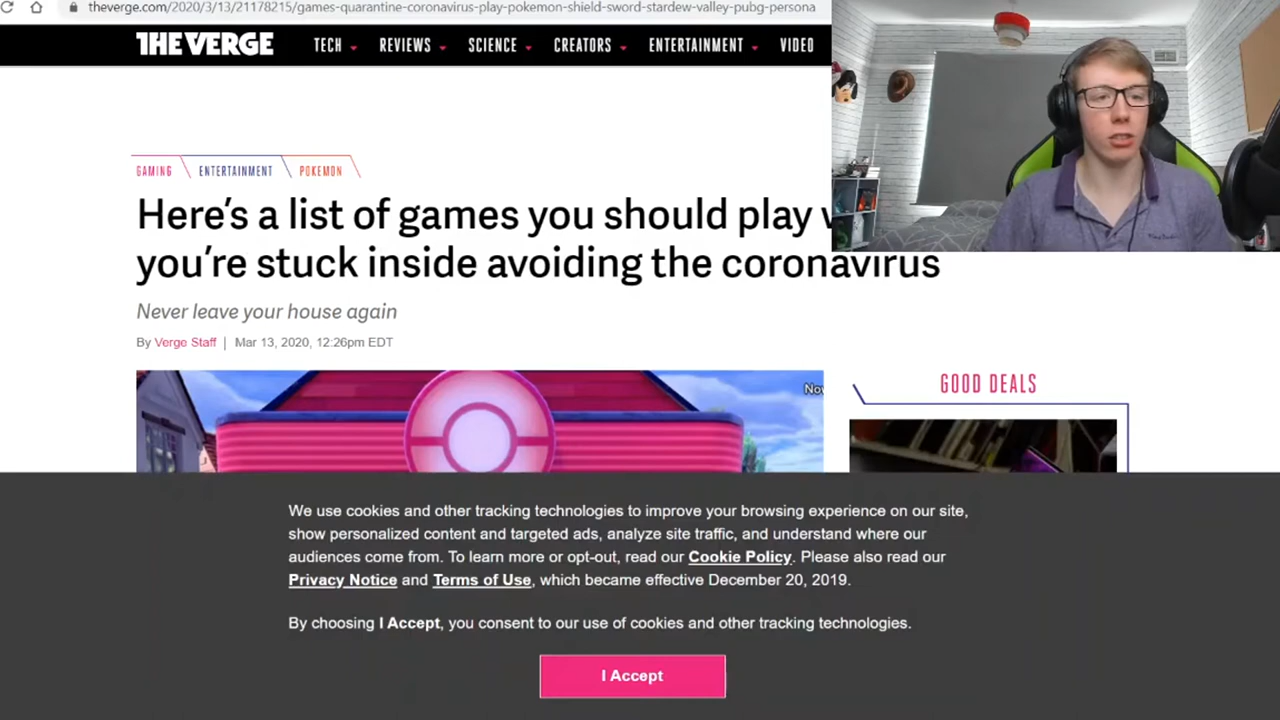 theverge.com/2020/3/13/21178215/games-quarantine-coronavirus-play-pokemon-shield-sword-stardew-valley-pubg-persona
THE VERGE TECH REVIEWS SCIENCE CREATORS ENTERTAINMENT VIDEO
GAMING ENTERTAINMENT POKEMON
Here's a list of games you should play
you're stuck inside avoiding the coronavirus
Never leave your house again
By Verge Staff | Mar 13, 2020, 12:26pm EDT
GOOD DEALS
We use cookies and other tracking technologies to improve your browsing experience on our site,
show personalized content and targeted ads, analyze site traffic, and understand where our
audiences come from. To learn more or opt-out, read our Cookie Policy. Please also read our
Privacy Notice and Terms of Use, which became effective December 20, 2019.
By choosing I Accept, you consent to our use of cookies and other tracking technologies.
I Accept